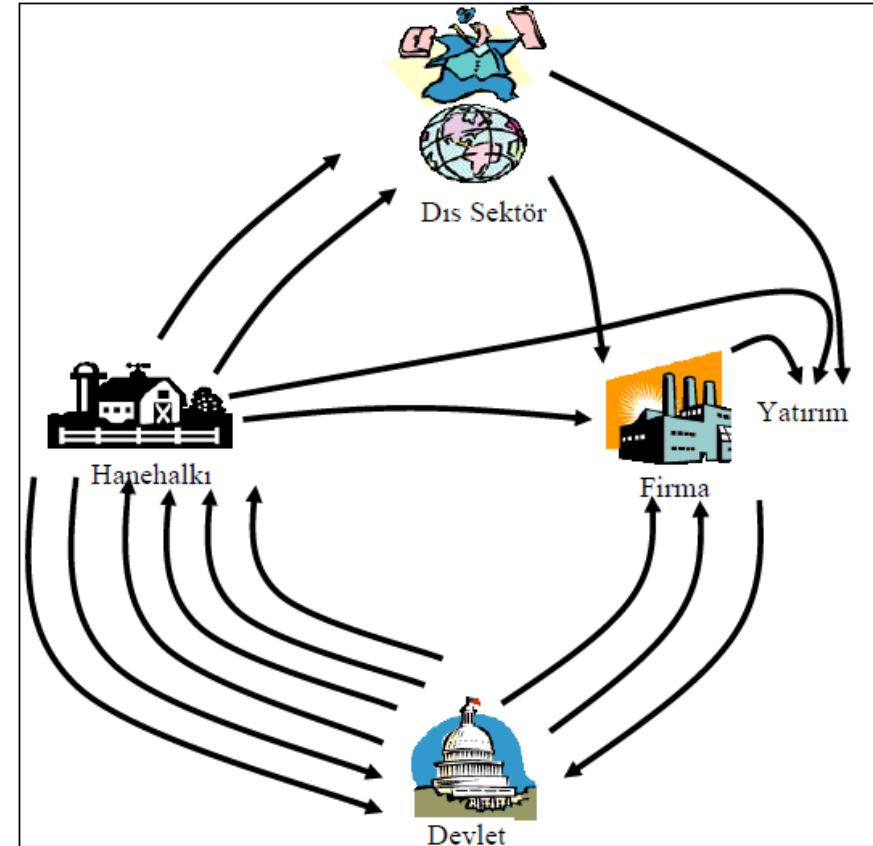 Dıs Sektör
Yatırım
Hanehalkı
Firma
Devlet